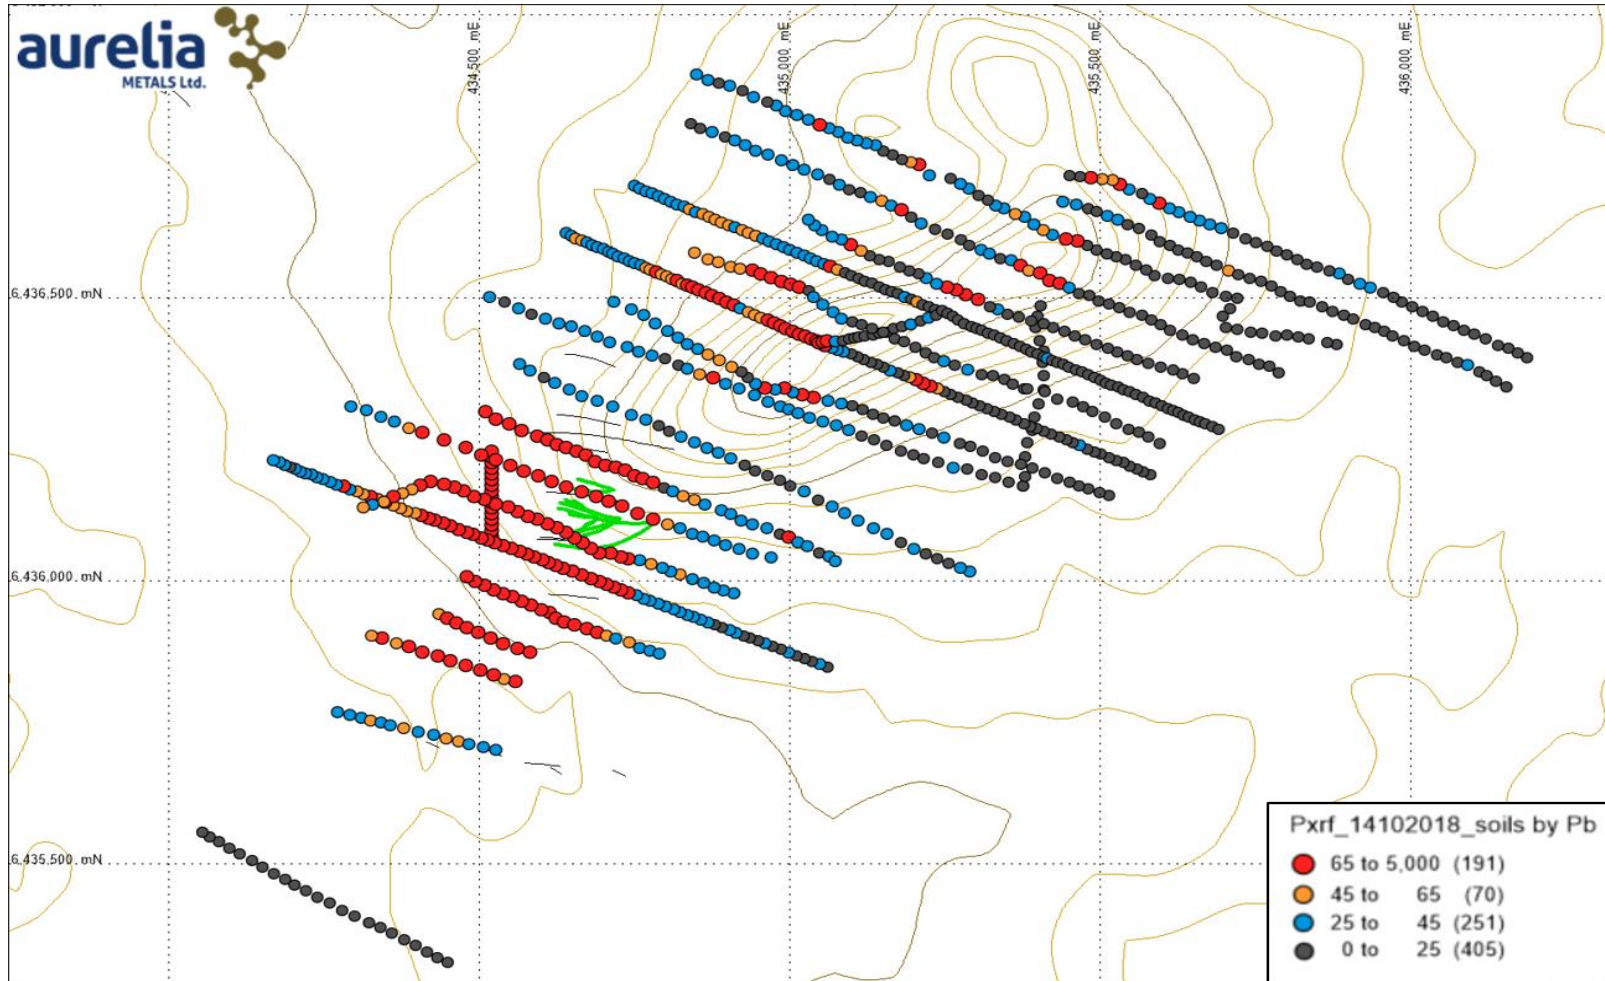 aurelia
METALS Ltd.
434,500 mE
435,000 mE
435,500 mE
436,000 mE
6,436,500 mN
6,436,000 mN
6,435,500 mN
Pxrf_14102018_soils by Pb
65 to 5,000 (191)
45 to 65 (70)
25 to 45 (251)
0 to 25 (405)